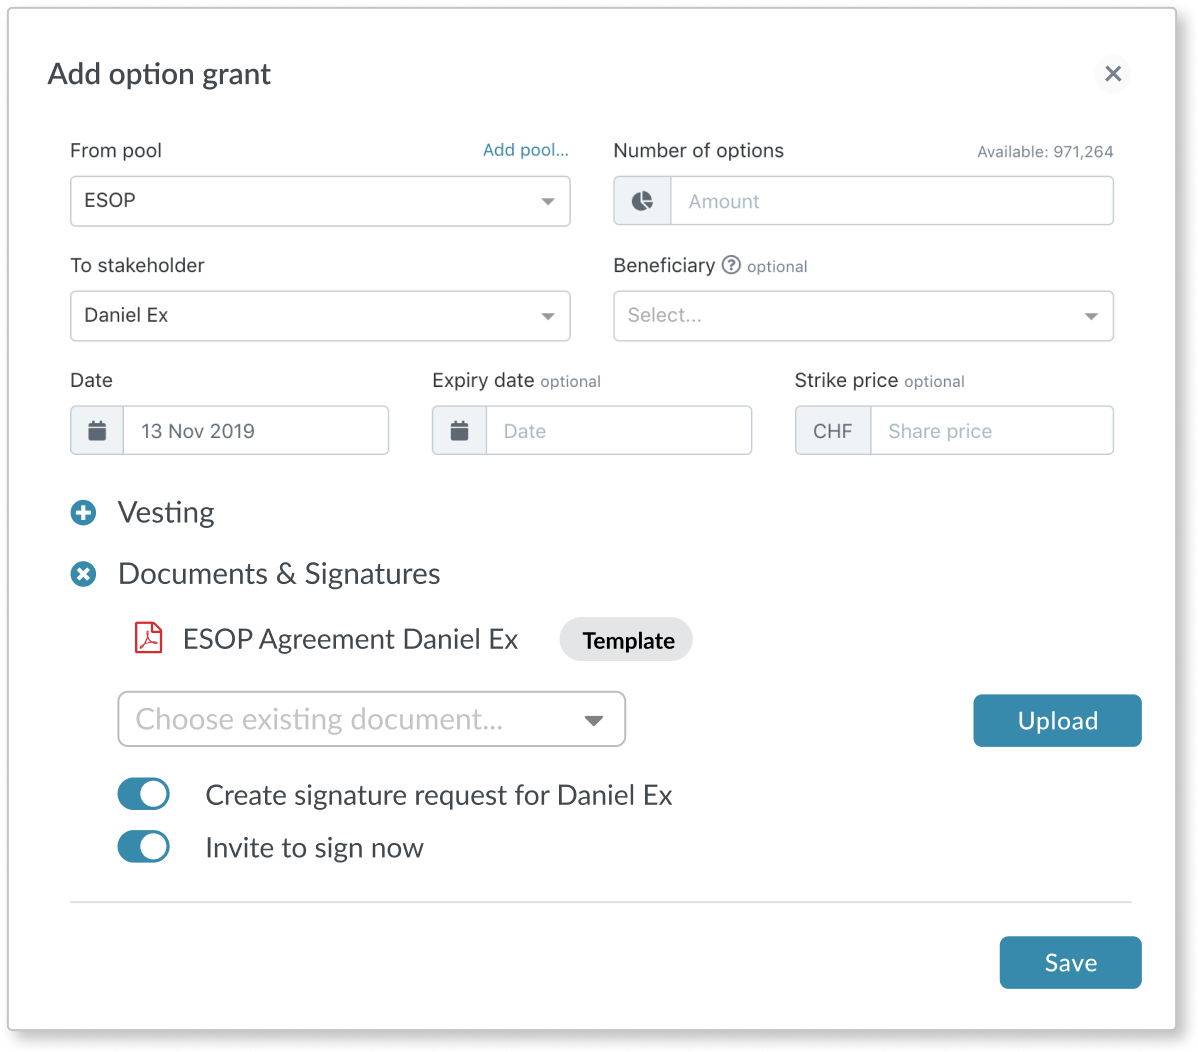 Add option grant
From pool
Add pool...
Number of options
Available: 971,264
ESOP
Amount
To stakeholder
Beneficiary ? optional
Daniel Ex
Select...
Date
Expiry date optional
Strike price optional
13 Nov 2019
Date
CHF
Share price
Vesting
Documents & Signatures
ESOP Agreement Daniel Ex
Template
Choose existing document...
Upload
Create signature request for Daniel Ex
Invite to sign now
Save